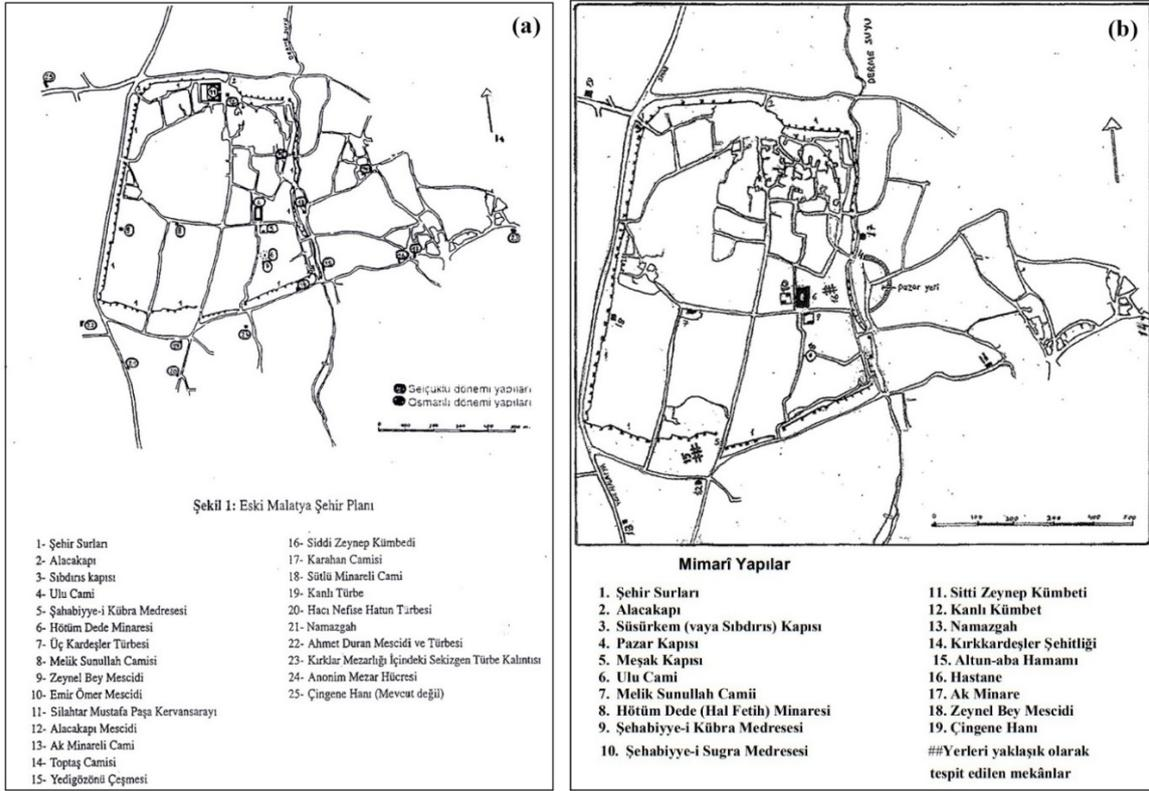 (a)
14
Selçuklu dönemi yapıları
Osmanlı dönemi yapıları
Şekil 1: Eski Malatya Şehir Planı
1- Şehir Surları
2- Alacakapı
3- Sıbdırıs kapısı
4- Ulu Cami
5- Şahabiyye-i Kübra Medresesi
6- Hötüm Dede Minaresi
7- Üç Kardeşler Türbesi
8- Melik Sunullah Camisi
9- Zeynel Bey Mescidi
10- Emir Ömer Mescidi
11- Silahtar Mustafa Paşa Kervansarayı
12- Alacakapı Mescidi
13- Ak Minareli Cami
14- Toptaş Camisi
15- Yedigözönü Çeşmesi
16- Siddi Zeynep Kümbedi
17- Karahan Camisi
18- Sütlü Minareli Cami
19- Kanlı Türbe
20- Hacı Nefise Hatun Türbesi
21- Namazgah
22- Ahmet Duran Mescidi ve Türbesi
23- Kırklar Mezarlığı İçindeki Sekizgen Türbe Kalıntısı
24- Anonim Mezar Hücresi
25- Çingene Hanı (Mevcut değil)
(b)
DERME SUYU
pazar yeri
Mimarî Yapılar
1. Şehir Surları
2. Alacakapı
3. Süsürkem (vaya Sıbdırıs) Kapısı
4. Pazar Kapısı
5. Meşak Kapısı
6. Ulu Cami
7. Melik Sunullah Camii
8. Hötüm Dede (Hal Fetih) Minaresi
9. Şehabiyye-i Kübra Medresesi
10. Şehabiyye-i Sugra Medresesi
11. Sitti Zeynep Kümbeti
12. Kanlı Kümbet
13. Namazgah
14. Kırkkardeşler Şehitliği
15. Altun-aba Hamamı
16. Hastane
17. Ak Minare
18. Zeynel Bey Mescidi
19. Çingene Hanı
##Yerleri yaklaşık olarak
tespit edilen mekânlar